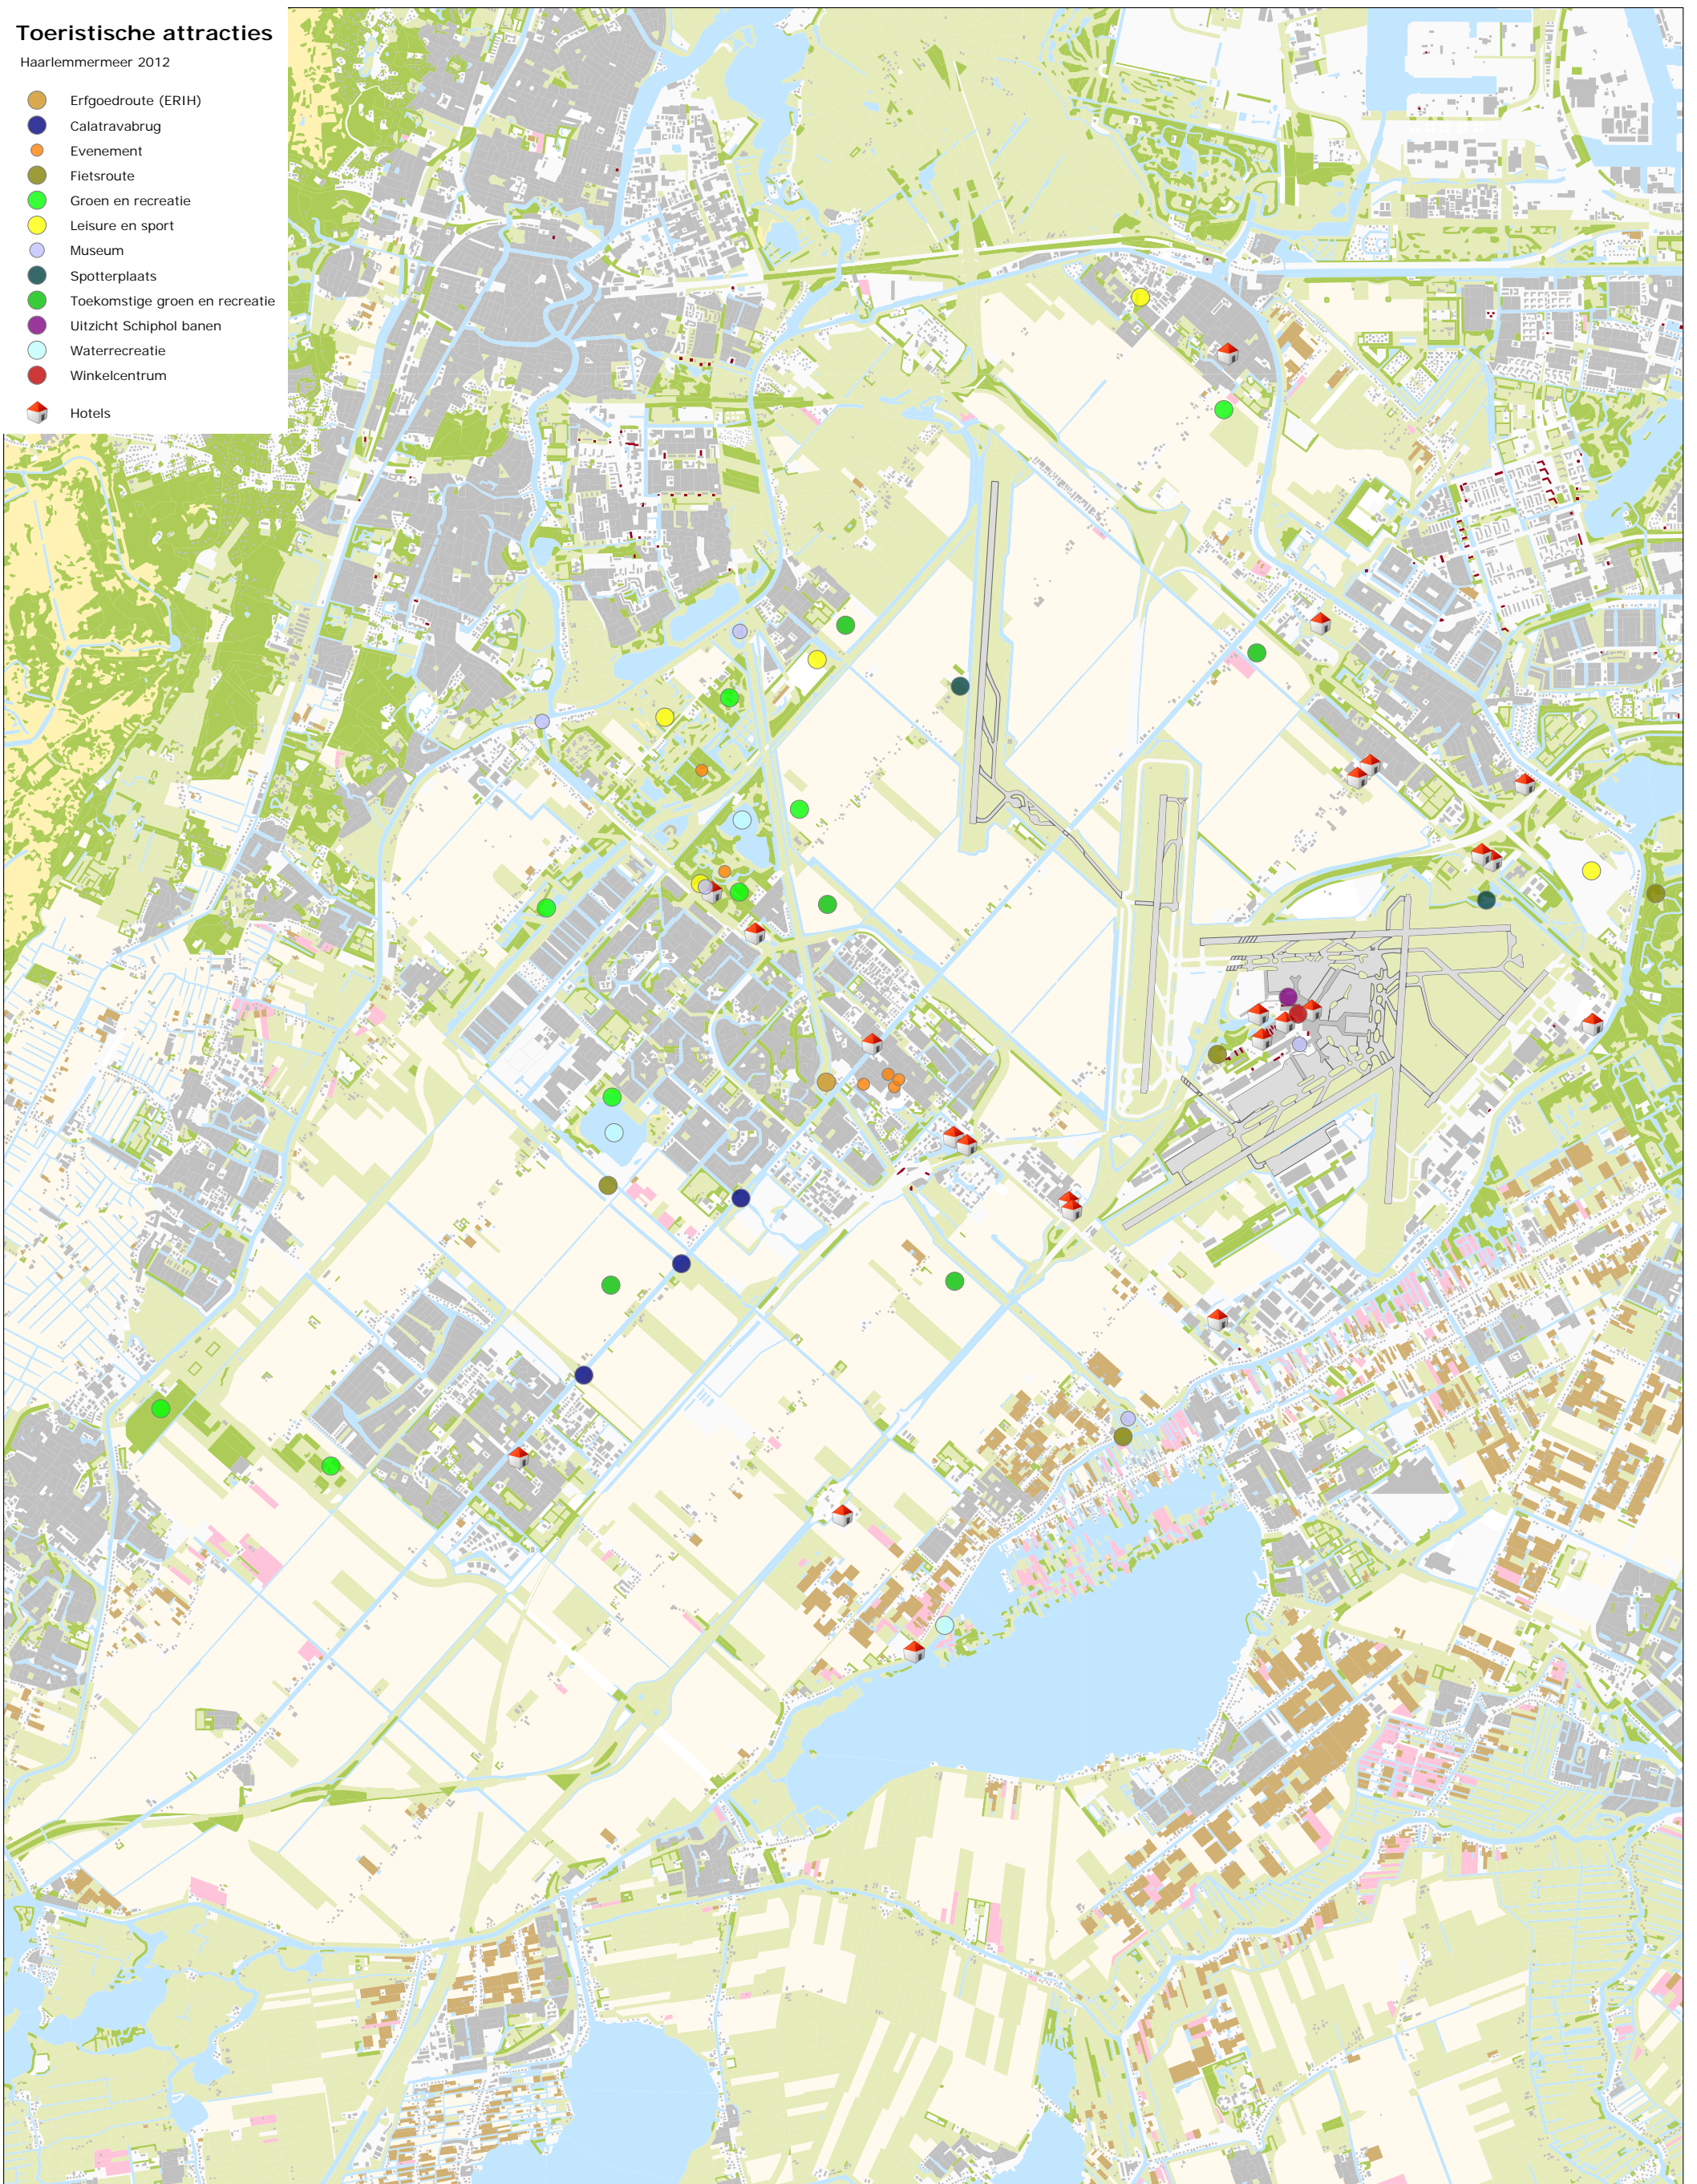 Toeristische attracties
Haarlemmermeer 2012
Erfgoedroute (ERIH)
Calatravabrug
Evenement
Fietsroute
Groen en recreatie
Leisure en sport
Museum
Spotterplaats
Toekomstige groen en recreatie
Uitzicht Schiphol banen
Waterrecreatie
Winkelcentrum
Hotels